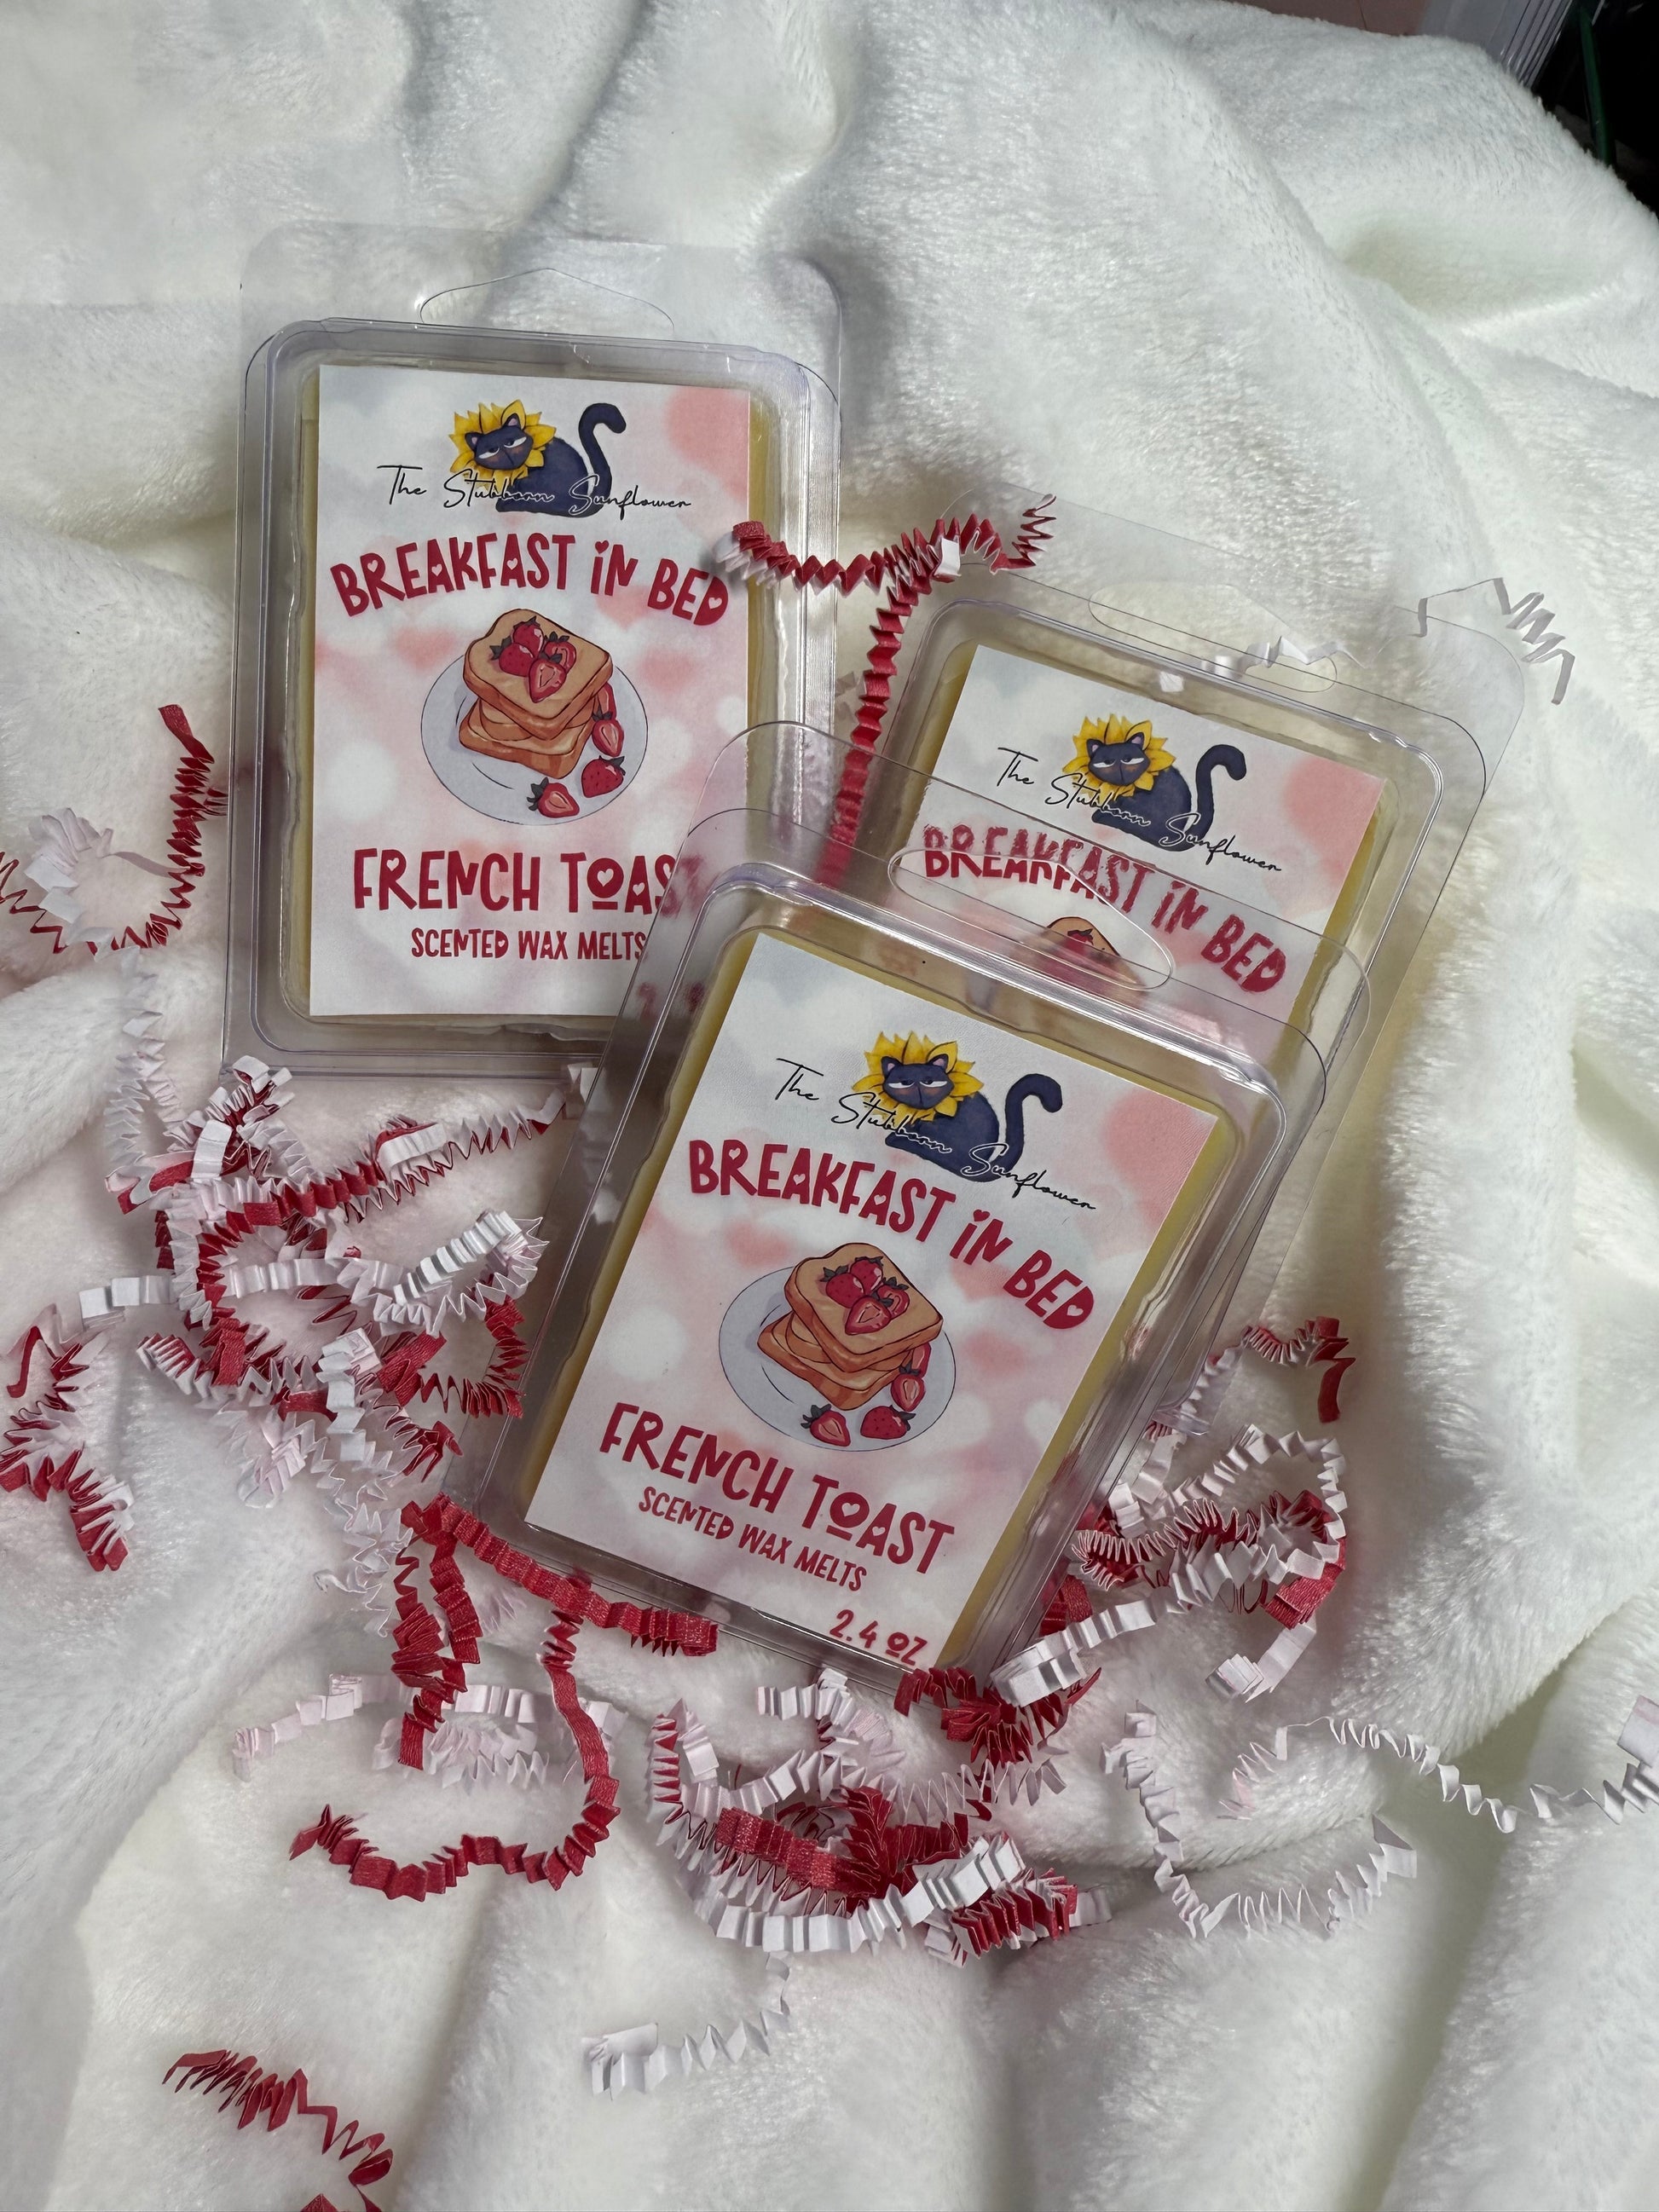 The Stubborn Sunflower
BREAKFAST IN BED
FRENCH TOAST
SCENTED WAX MELTS
The Stubborn Sunflower
BREAKFAST IN BED
The Stubborn Sunflower
BREAKFAST IN BED
FRENCH TOAST
SCENTED WAX MELTS
2.4 OZ